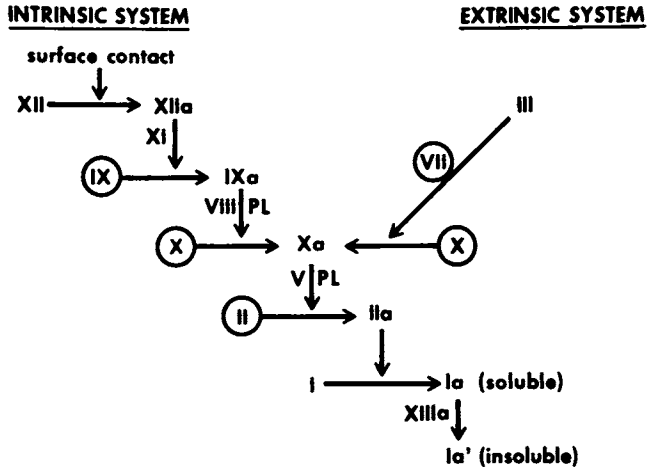 INTRINSIC SYSTEM EXTRINSIC SYSTEM
surface contact
XII XIIa III
XI
VII
IX IXa
VIII PL
X Xa X
V PL
II IIa
I Ia (soluble)
XIIIa
Ia' (insoluble)